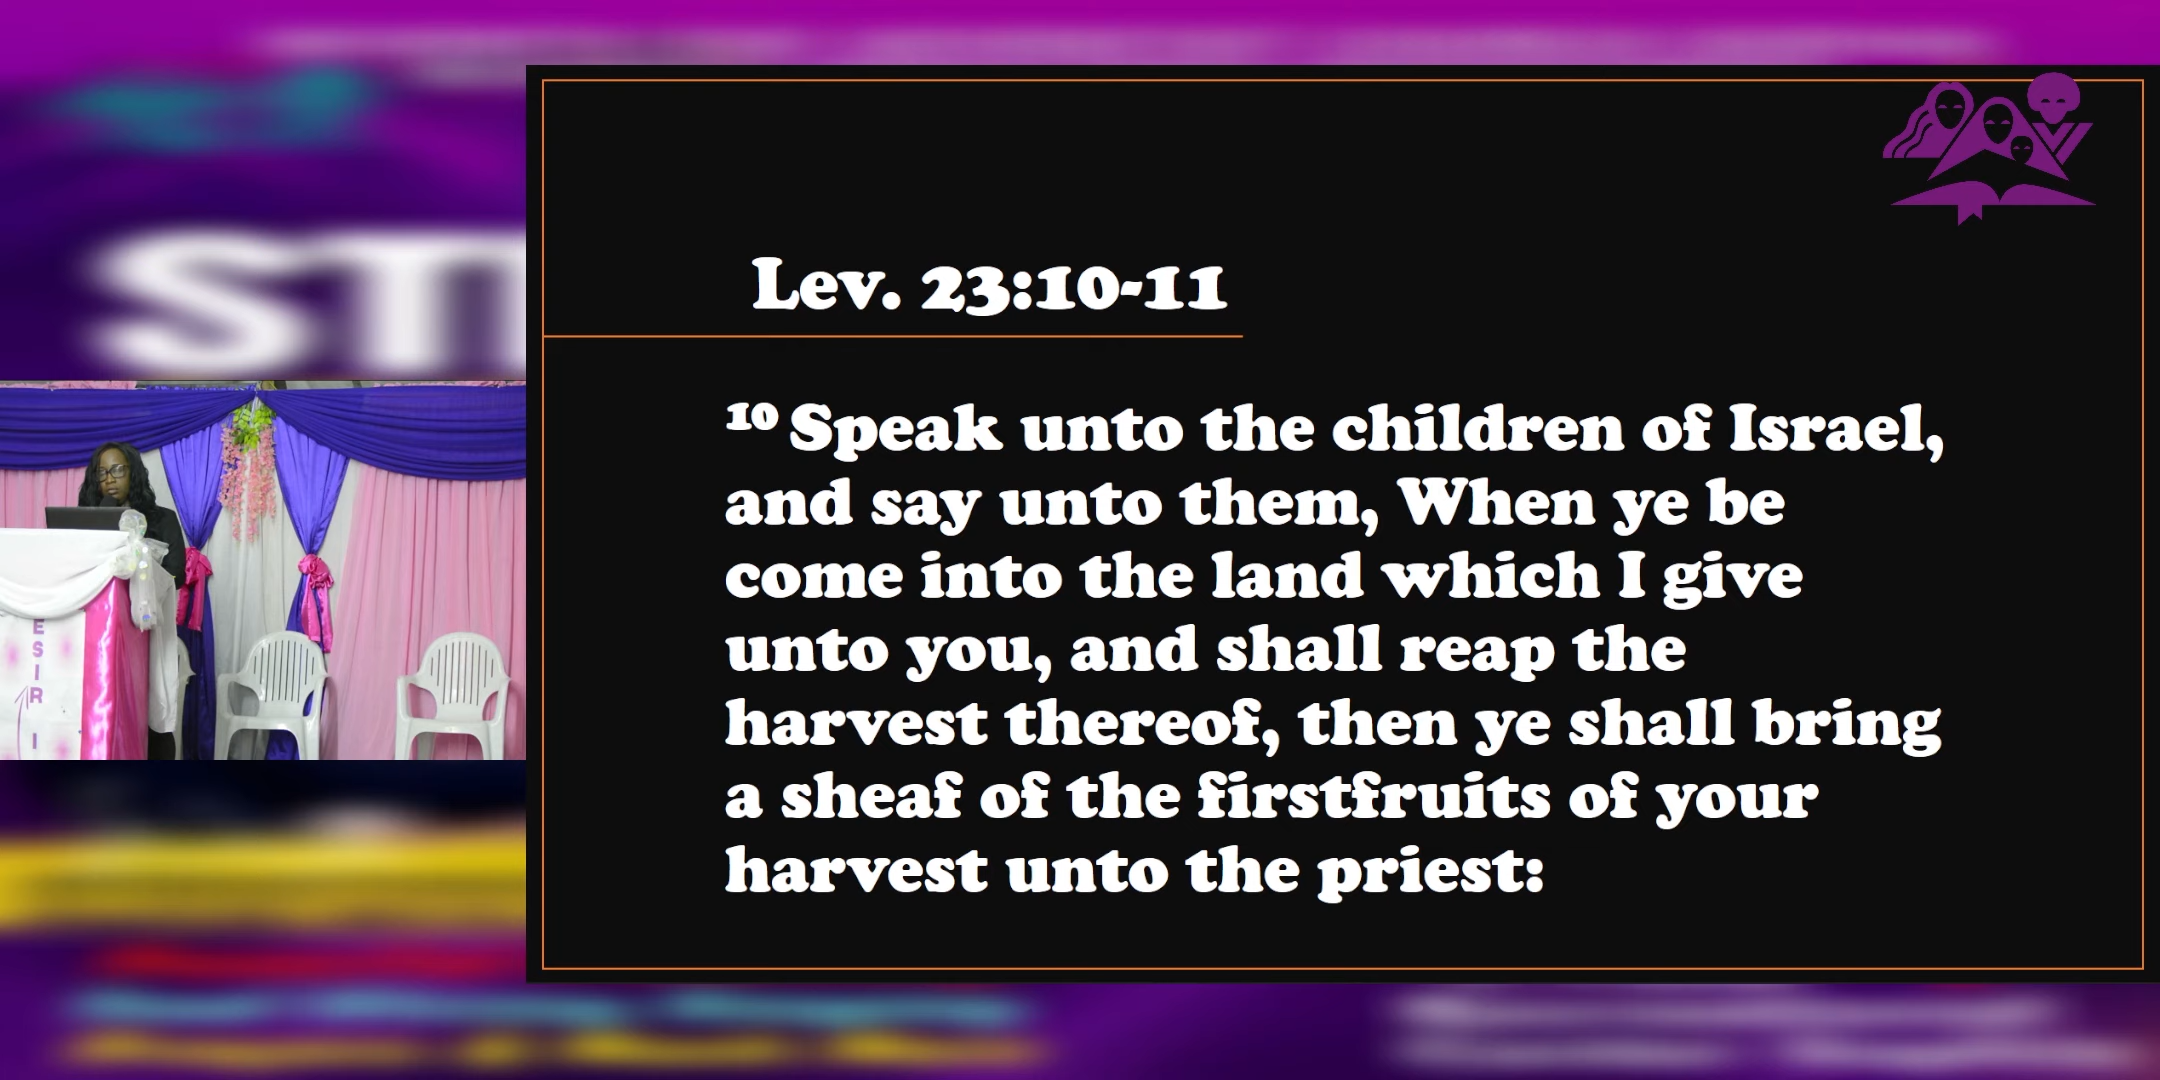 ST
Lev. 23:10-11
10 Speak unto the children of Israel,
and say unto them, When ye be
come into the land which I give
unto you, and shall reap the
harvest thereof, then ye shall bring
a sheaf of the firstfruits of your
harvest unto the priest:
E
S
I
R
I